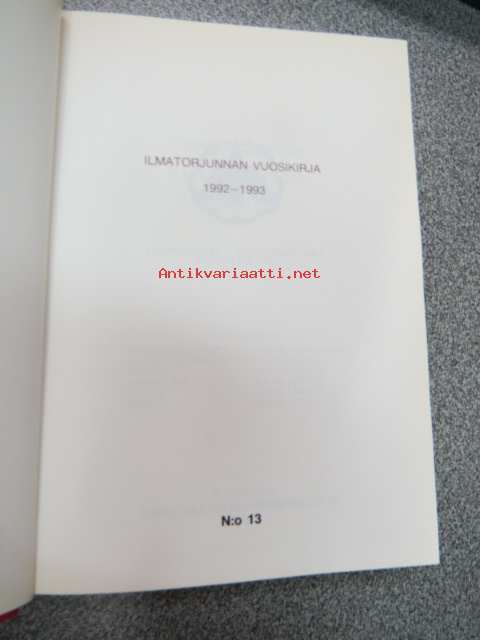 ILMATORJUNNAN VUOSIKIRJA
1992–1993
Antikvariaatti.net
N:o 13